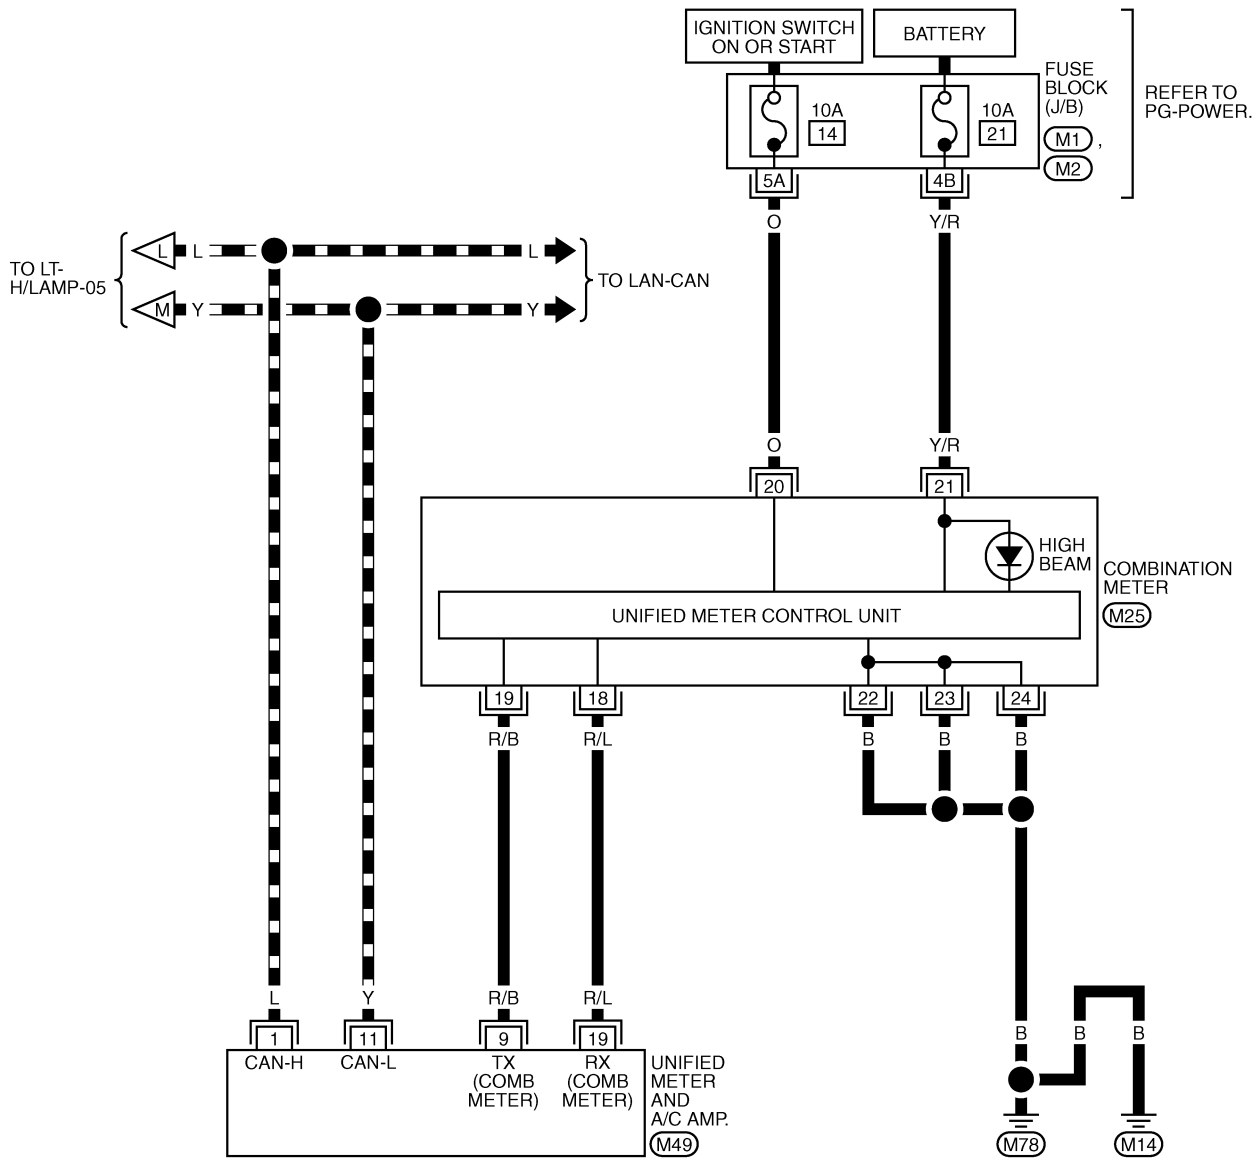 IGNITION SWITCH
ON OR START
BATTERY
FUSE
BLOCK
(J/B)
M1 ,
M2
REFER TO
PG-POWER.
10A
14
10A
21
5A
4B
O
Y/R
TO LT-
H/LAMP-05
L
L
L
M
Y
Y
TO LAN-CAN
O
Y/R
20
21
HIGH
BEAM
COMBINATION
METER
M25
UNIFIED METER CONTROL UNIT
19
18
22
23
24
R/B
R/L
B
B
B
L
Y
R/B
R/L
B
B
B
1
11
9
19
CAN-H
CAN-L
TX
(COMB
METER)
RX
(COMB
METER)
UNIFIED
METER
AND
A/C AMP.
M49
M78
M14